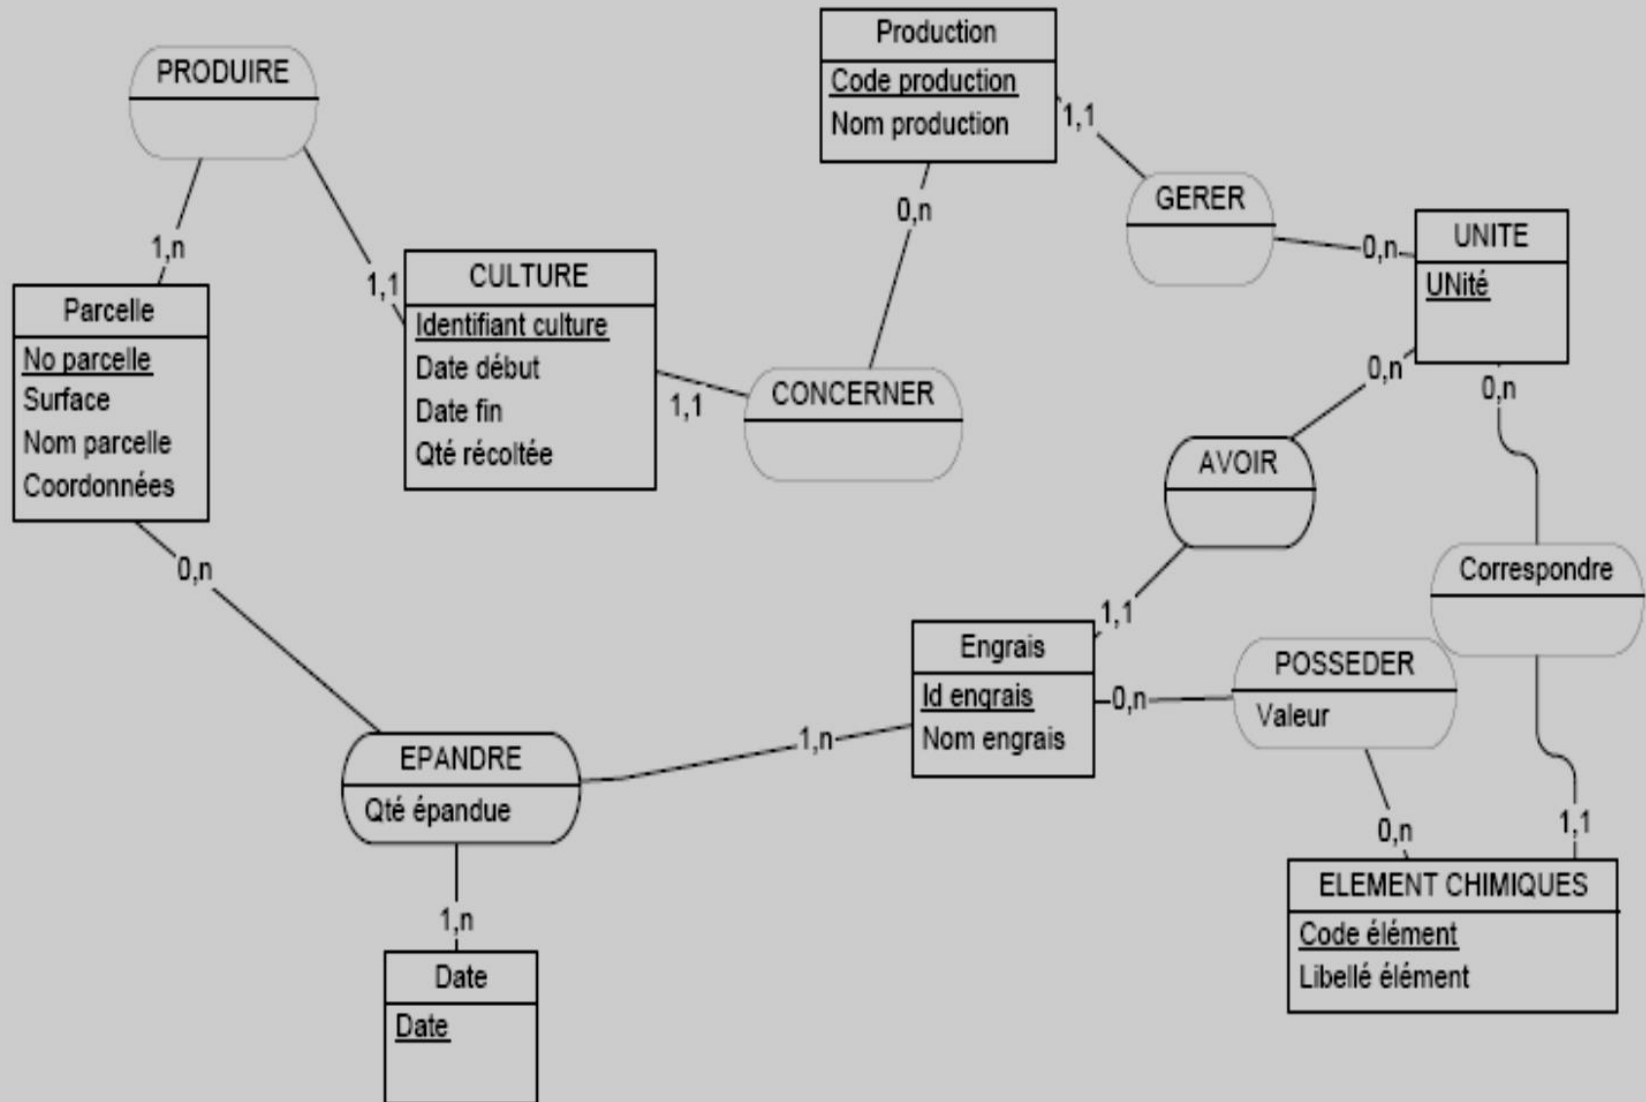 PRODUIRE
1,n
1,1
Parcelle
No parcelle
Surface
Nom parcelle
Coordonnées
0,n
CULTURE
Identifiant culture
Date début
Date fin
Qté récoltée
1,1
CONCERNER
0,n
Production
Code production
Nom production
1,1
GERER
0,n
UNITE
UNité
0,n
AVOIR
1,1
0,n
Correspondre
1,1
Engrais
Id engrais
Nom engrais
0,n
POSSEDER
Valeur
0,n
ELEMENT CHIMIQUES
Code élément
Libellé élément
1,n
EPANDRE
Qté épandue
1,n
Date
Date